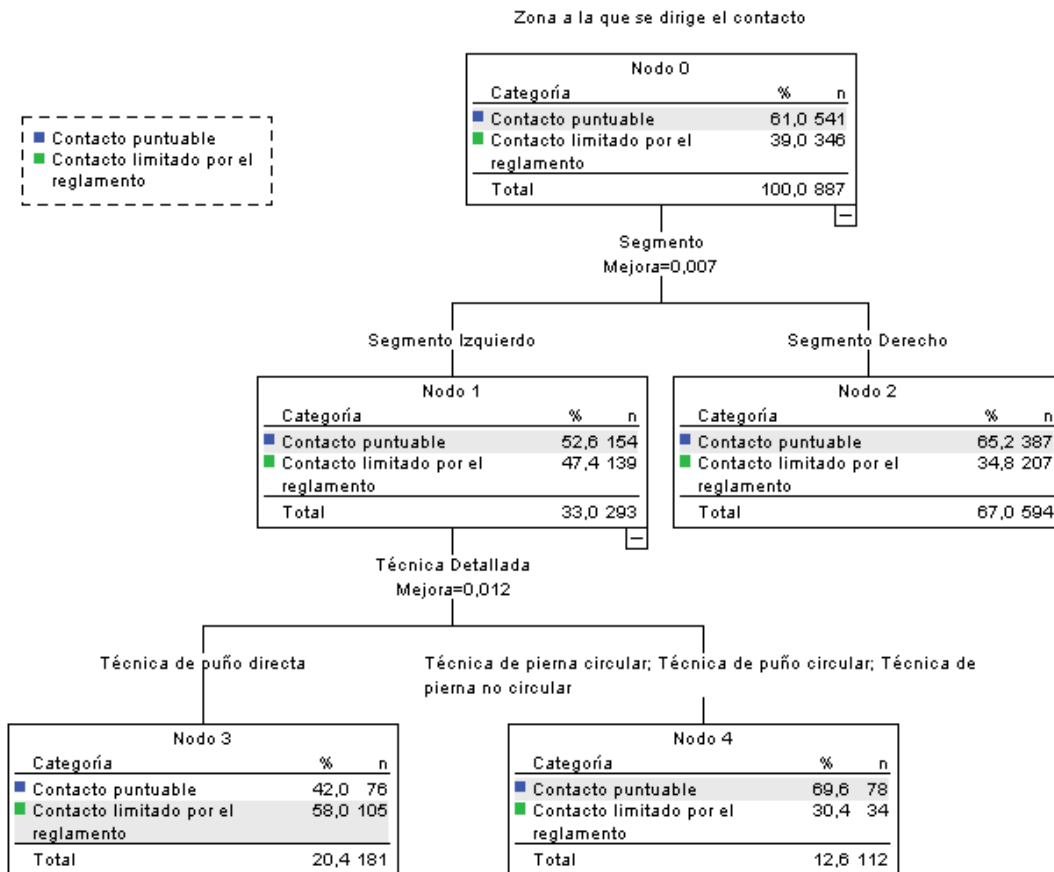 Zona a la que se dirige el contacto
Contacto puntuable
Contacto limitado por el
reglamento
Nodo 0
Categoría % n
Contacto puntuable 61,0 541
Contacto limitado por el 39,0 346
reglamento
Total 100,0 887
Segmento
Mejora=0,007
Segmento Izquierdo
Nodo 1
Categoría % n
Contacto puntuable 52,6 154
Contacto limitado por el 47,4 139
reglamento
Total 33,0 293
Segmento Derecho
Nodo 2
Categoría % n
Contacto puntuable 65,2 387
Contacto limitado por el 34,8 207
reglamento
Total 67,0 594
Técnica Detallada
Mejora=0,012
Técnica de puño directa
Nodo 3
Categoría % n
Contacto puntuable 42,0 76
Contacto limitado por el 58,0 105
reglamento
Total 20,4 181
Técnica de pierna circular; Técnica de puño circular; Técnica de
pierna no circular
Nodo 4
Categoría % n
Contacto puntuable 69,6 78
Contacto limitado por el 30,4 34
reglamento
Total 12,6 112